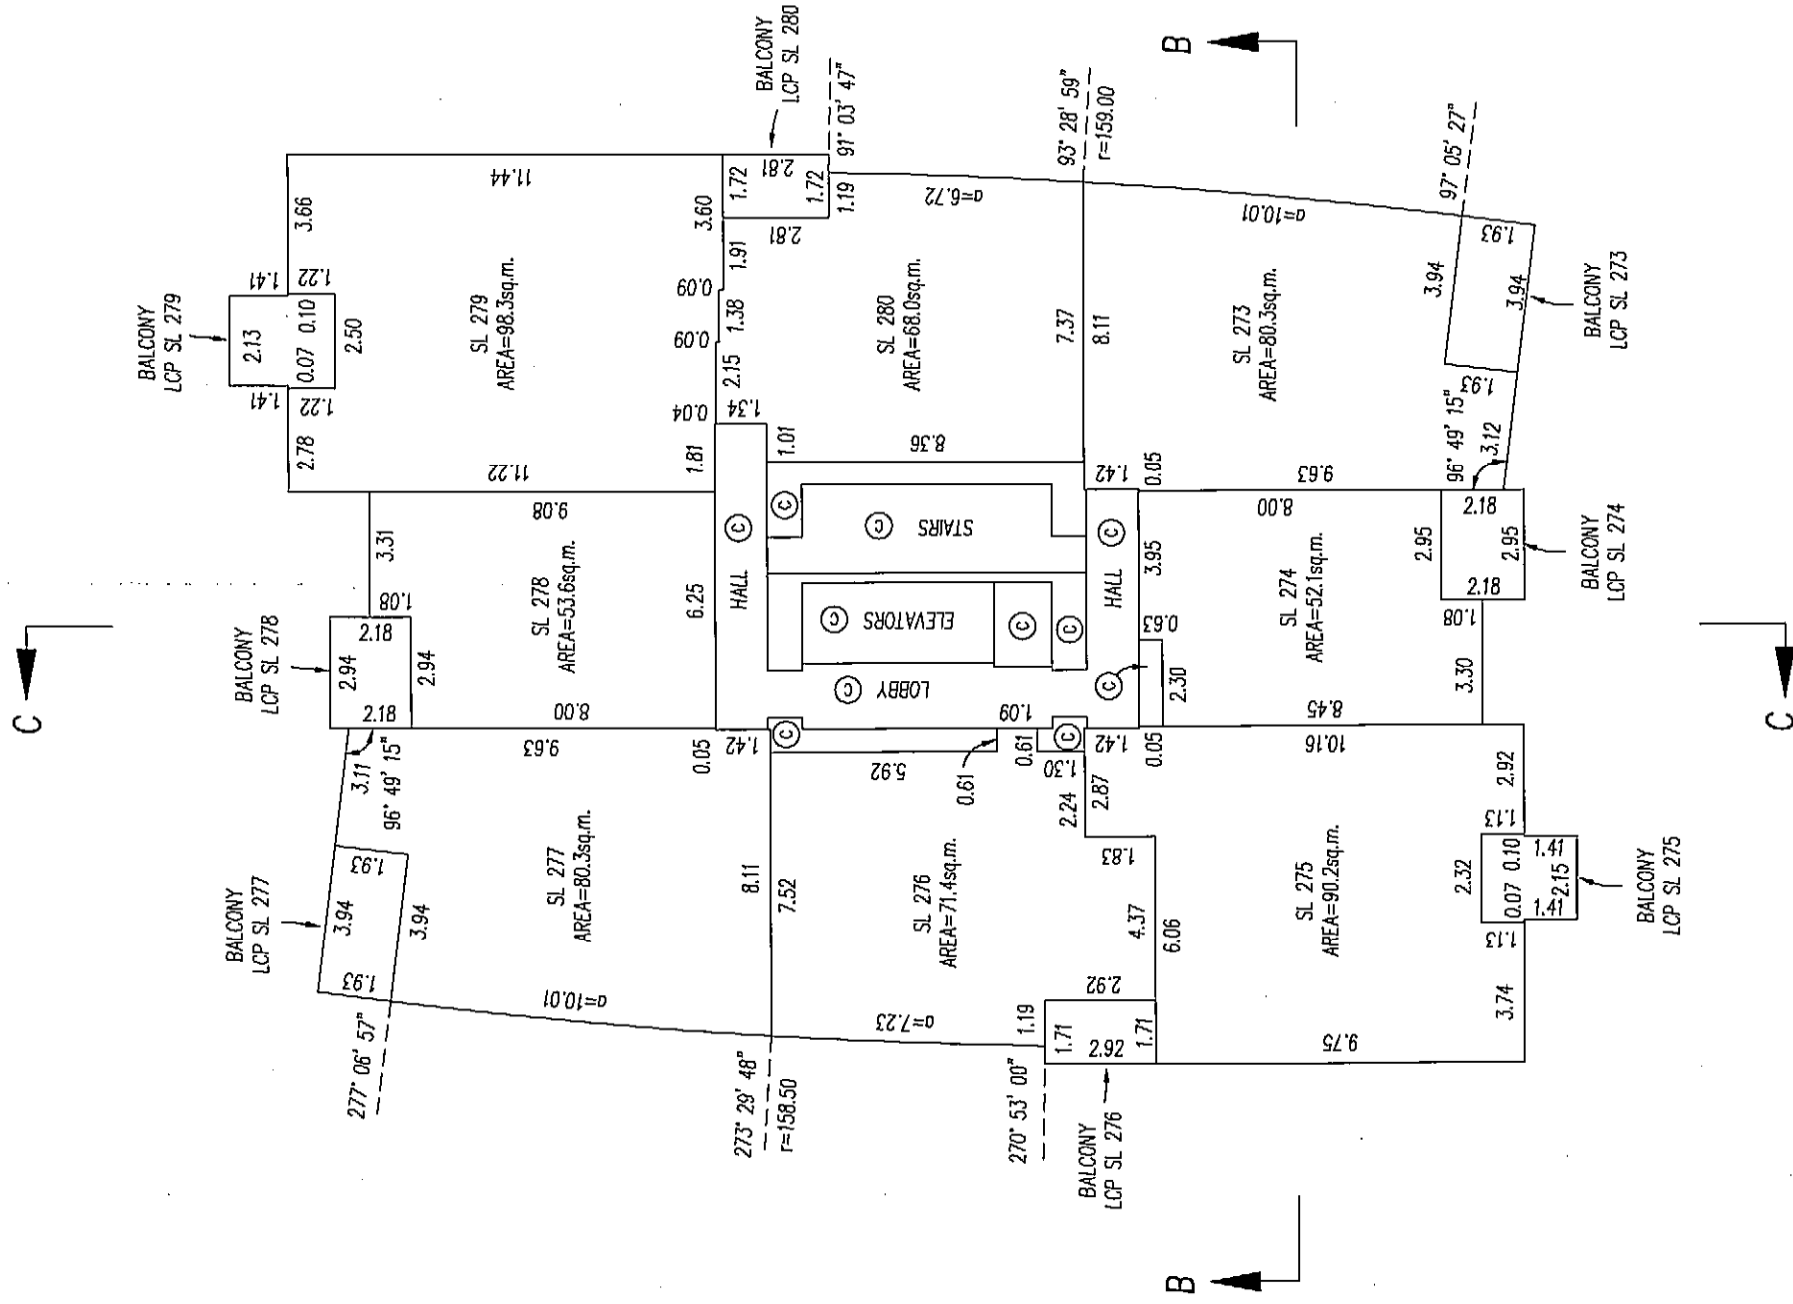 C
BALCONY
LCP SL 279
2.13
1.41
1.41
0.07
0.10
1.22
1.22
2.50
2.78
3.66
11.44
11.22
SL 279
AREA=98.3sq.m.
1.81
0.04
2.15
0.09
1.38
0.09
1.91
3.60
BALCONY
LCP SL 280
1.72
2.81
1.72
2.81
1.19
91° 03' 47"
a=6.72
SL 280
AREA=68.0sq.m.
1.34
1.01
8.36
7.37
93° 28' 59"
r=159.00
B
8.11
SL 273
AREA=80.3sq.m.
a=10.01
97° 05' 27"
1.42
0.05
9.63
3.94
1.93
1.93
3.94
3.12
96° 49' 15"
BALCONY
LCP SL 273
BALCONY
LCP SL 278
2.94
2.18
2.18
2.94
1.08
3.31
9.08
8.00
SL 278
AREA=53.6sq.m.
6.25
HALL
C
C
STAIRS
C
ELEVATORS
C
C
C
LOBBY
C
C
HALL
C
C
C
1.09
3.95
0.63
2.30
8.00
SL 274
AREA=52.1sq.m.
8.45
3.30
1.08
2.95
2.18
2.18
2.95
BALCONY
LCP SL 274
BALCONY
LCP SL 277
3.94
1.93
1.93
3.94
3.11
96° 49' 15"
277° 06' 57"
a=10.01
9.63
0.05
1.42
SL 277
AREA=80.3sq.m.
8.11
7.52
273° 29' 48"
r=158.50
5.92
0.61
0.61
1.30
SL 276
AREA=71.4sq.m.
a=7.23
2.24
2.87
1.83
4.37
6.06
2.92
1.19
1.71
2.92
1.71
270° 53' 00"
BALCONY
LCP SL 276
1.42
0.05
10.16
SL 275
AREA=90.2sq.m.
9.75
3.74
2.92
1.13
1.13
2.32
0.07
0.10
1.41
1.41
2.15
BALCONY
LCP SL 275
B
C